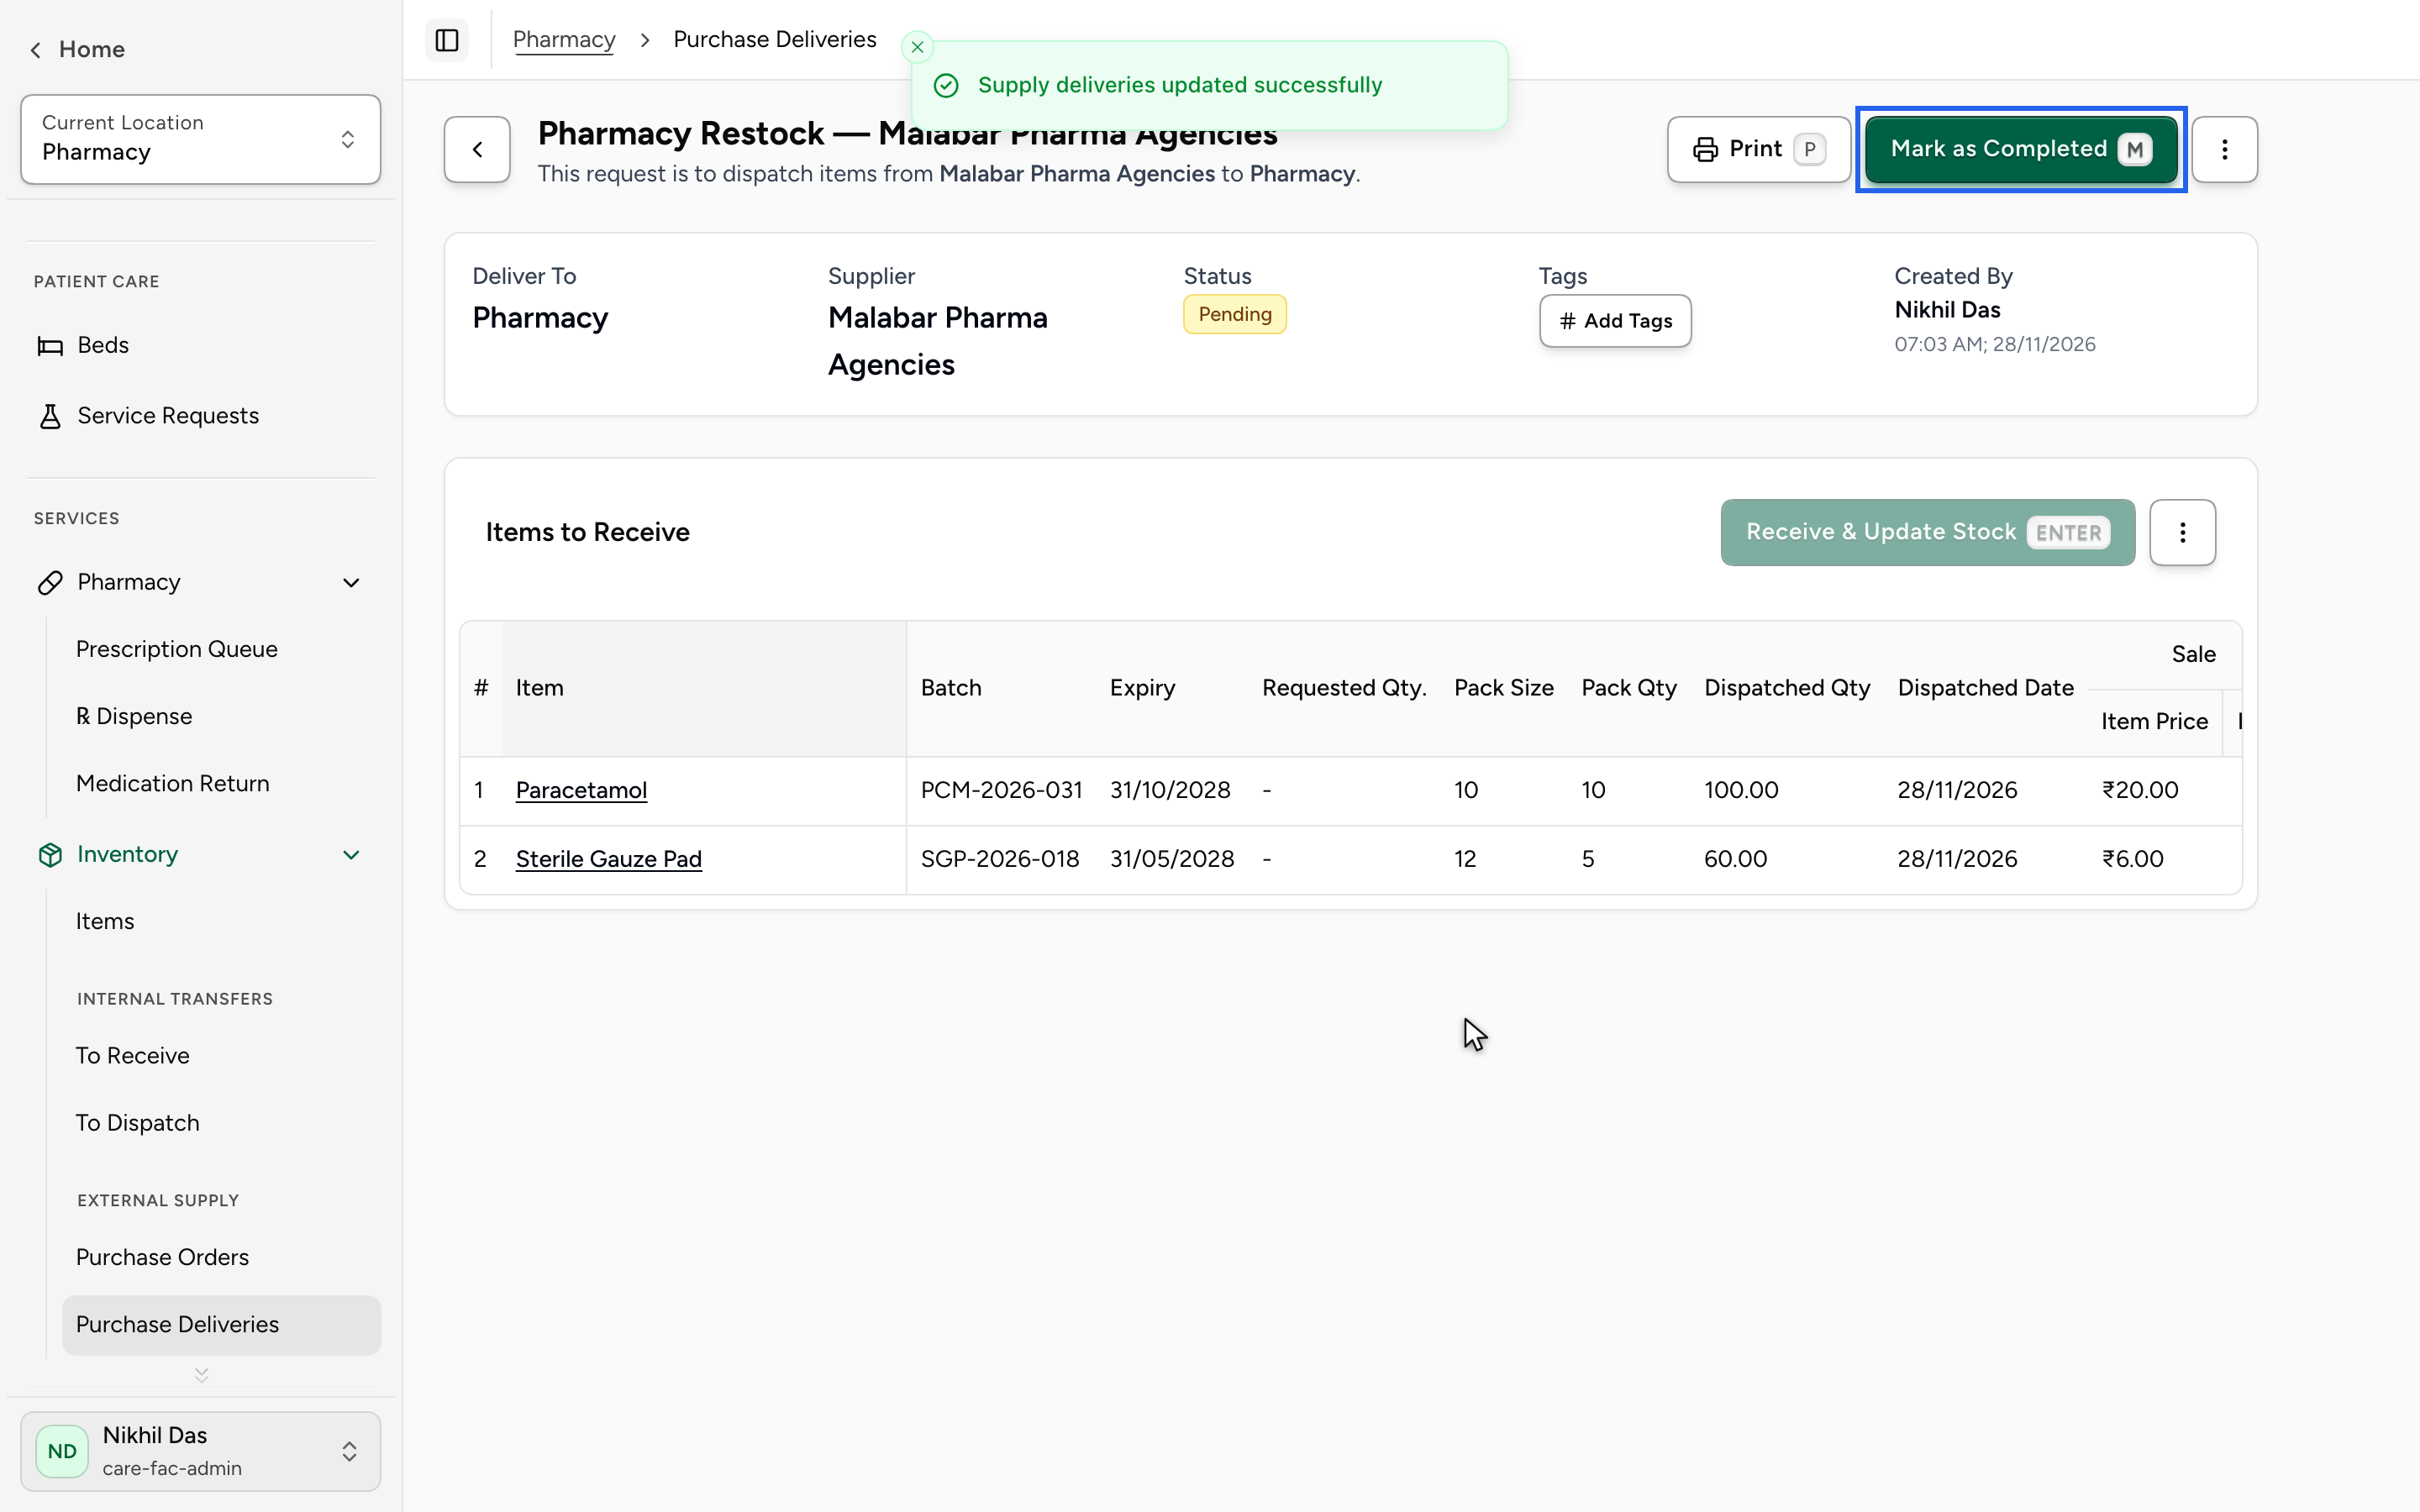 Home
Current Location
Pharmacy
PATIENT CARE
Beds
Service Requests
SERVICES
Pharmacy
Prescription Queue
℞ Dispense
Medication Return
Inventory
Items
INTERNAL TRANSFERS
To Receive
To Dispatch
EXTERNAL SUPPLY
Purchase Orders
Purchase Deliveries
ND
Nikhil Das
care-fac-admin
Pharmacy > Purchase Deliveries
Supply deliveries updated successfully
Pharmacy Restock — Malabar Pharma Agencies
This request is to dispatch items from Malabar Pharma Agencies to Pharmacy.
Print P
Mark as Completed M
Deliver To
Pharmacy
Supplier
Malabar Pharma
Agencies
Status
Pending
Tags
# Add Tags
Created By
Nikhil Das
07:03 AM; 28/11/2026
Items to Receive
Receive & Update Stock ENTER
# Item Batch Expiry Requested Qty. Pack Size Pack Qty Dispatched Qty Dispatched Date Sale
Item Price
1 Paracetamol PCM-2026-031 31/10/2028 - 10 10 100.00 28/11/2026 ₹20.00
2 Sterile Gauze Pad SGP-2026-018 31/05/2028 - 12 5 60.00 28/11/2026 ₹6.00